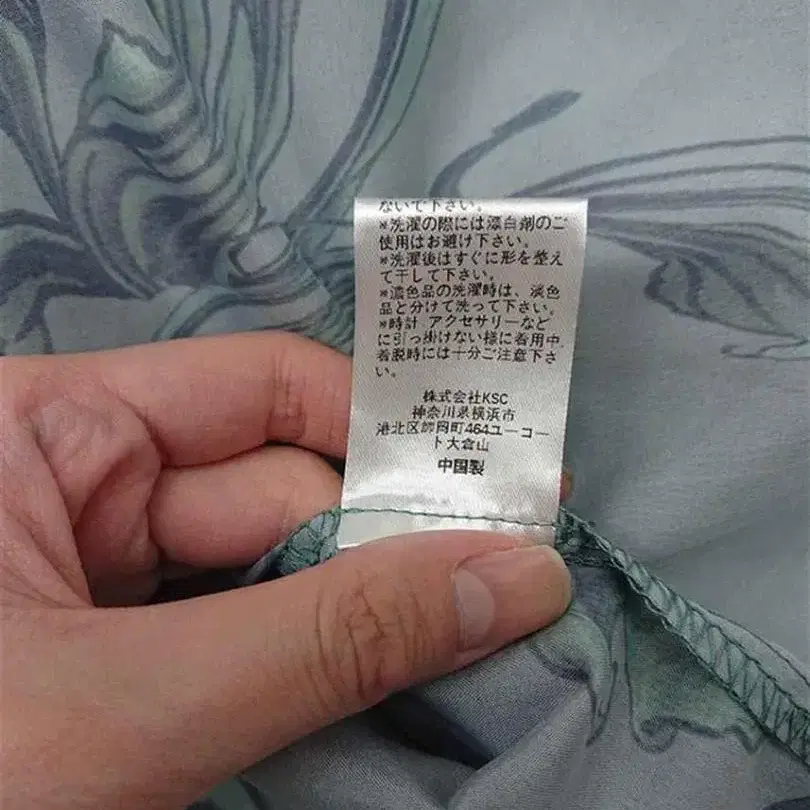 ないで下さい。
※洗濯の際には漂白剤のご
使用はお避け下さい。
※洗濯後はすぐに形を整え
て干して下さい。
※濃色品の洗濯時は、淡色
品と分けて洗って下さい。
※時計 アクセサリーなど
に引っ掛けない様に着用中、
着脱時には十分ご注意下さ
い。
株式会社KSC
神奈川県横浜市
港北区師岡町464ユーコー
ト大倉山
中国製